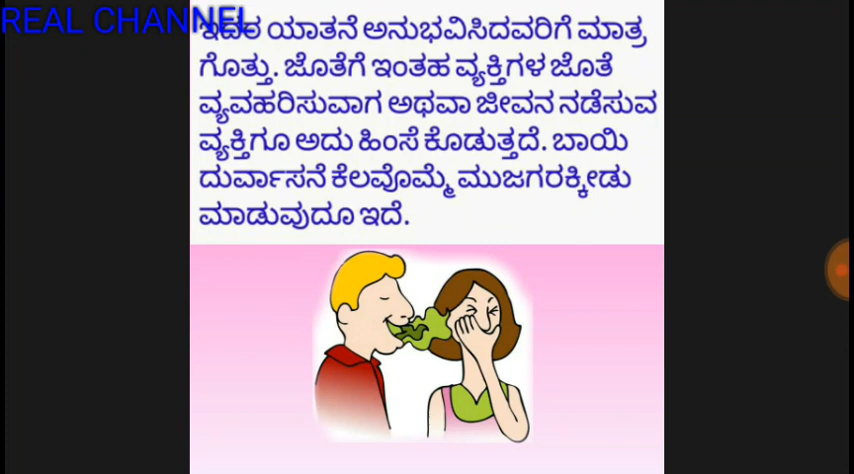 REAL CHANNEL
ಇದರ ಯಾತನೆ ಅನುಭವಿಸಿದವರಿಗೆ ಮಾತ್ರ
ಗೊತ್ತು. ಜೊತೆಗೆ ಇಂತಹ ವ್ಯಕ್ತಿಗಳ ಜೊತೆ
ವ್ಯವಹರಿಸುವಾಗ ಅಥವಾ ಜೀವನ ನಡೆಸುವ
ವ್ಯಕ್ತಿಗೂ ಅದು ಹಿಂಸೆ ಕೊಡುತ್ತದೆ. ಬಾಯಿ
ದುರ್ವಾಸನೆ ಕೆಲವೊಮ್ಮೆ ಮುಜಗರಕ್ಕೀಡು
ಮಾಡುವುದೂ ಇದೆ.